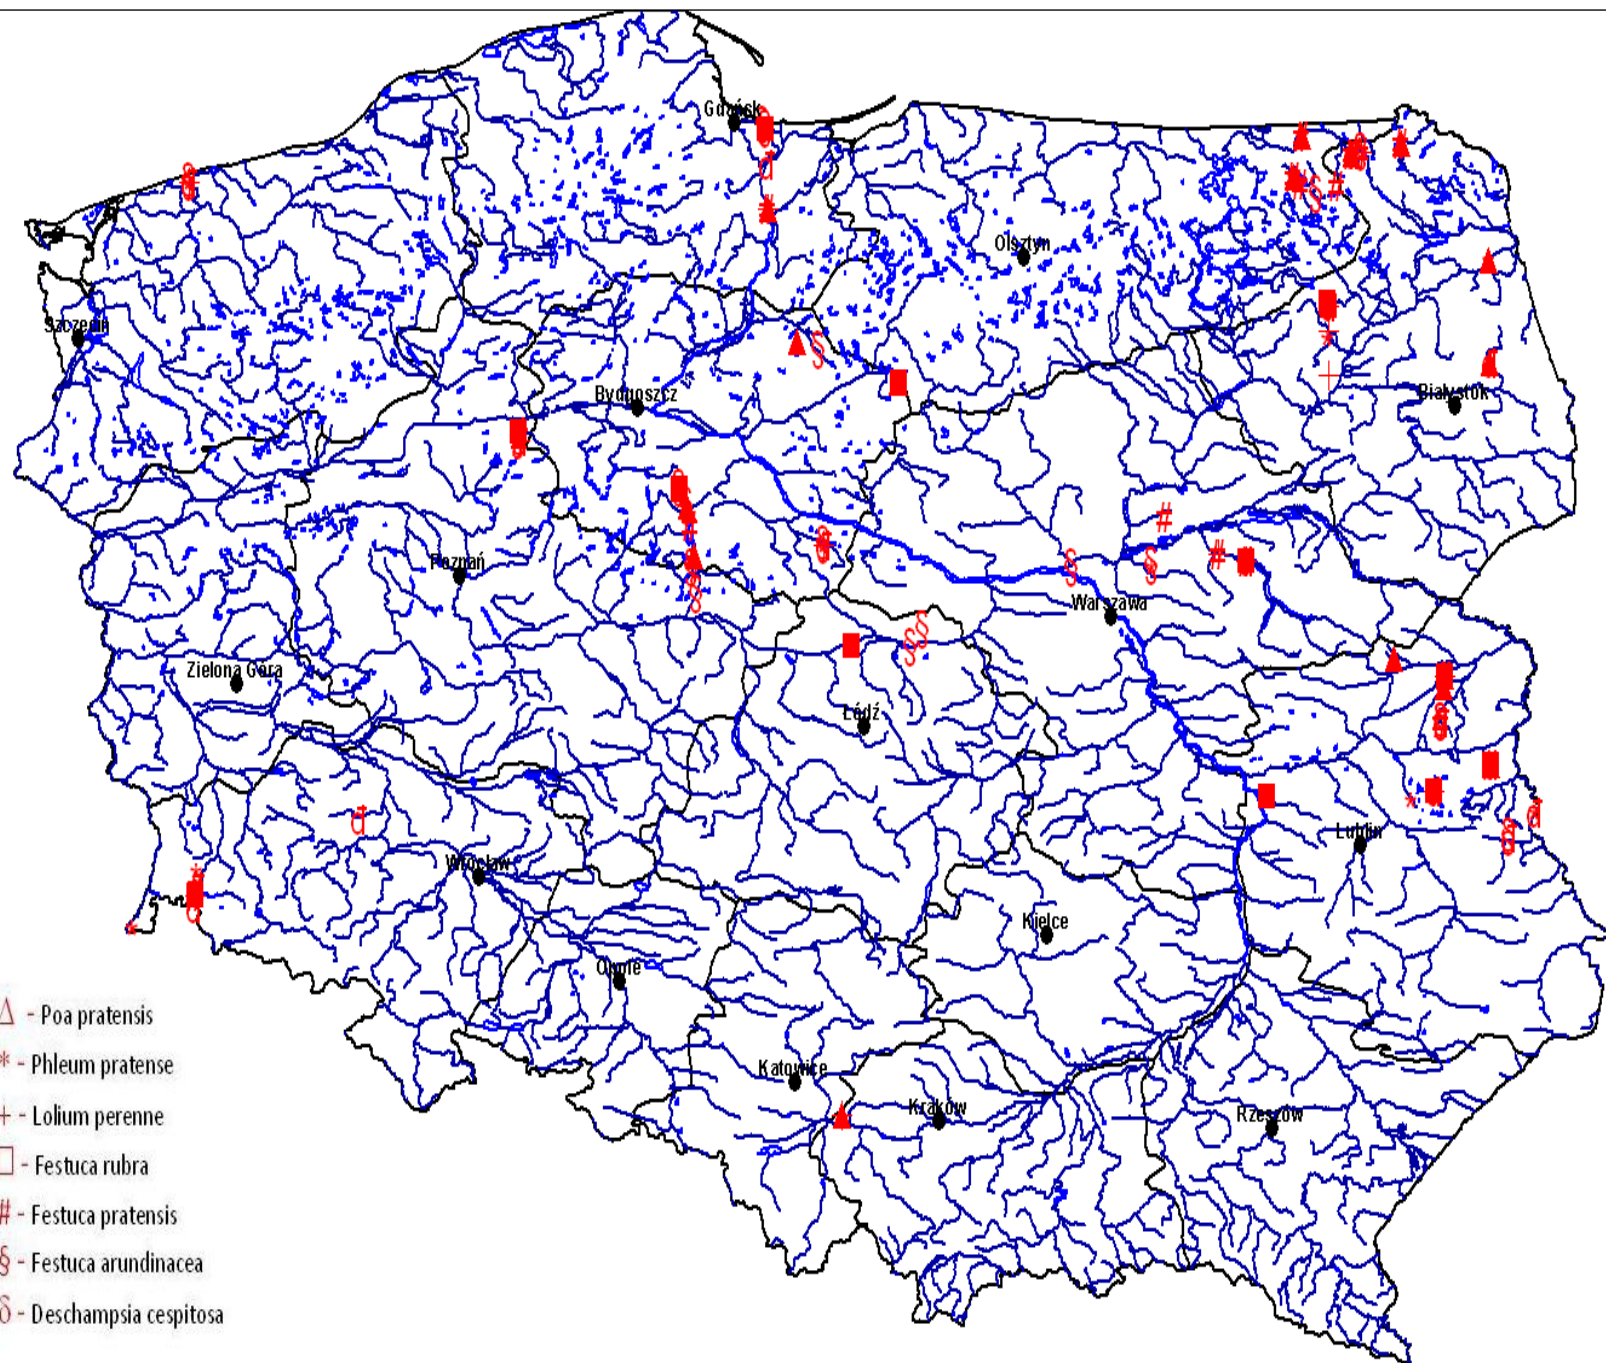 Gdańsk
Olsztyn
Szczecin
Bydgoszcz
Białystok
Poznań
Warszawa
Zielona Góra
Łódź
Lublin
Wrocław
Kielce
Opole
Δ - Poa pratensis
* - Phleum pratense
Katowice
Kraków
Rzeszów
+ - Lolium perenne
□ - Festuca rubra
# - Festuca pratensis
§ - Festuca arundinacea
δ - Deschampsia cespitosa